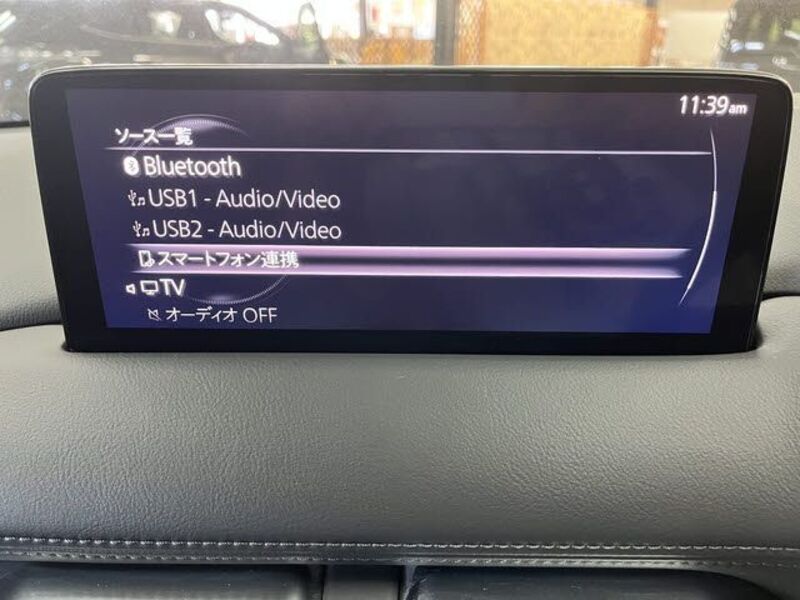 11:39am
ソース一覧
Bluetooth
USB1 - Audio/Video
USB2 - Audio/Video
スマートフォン連携
TV
オーディオ OFF